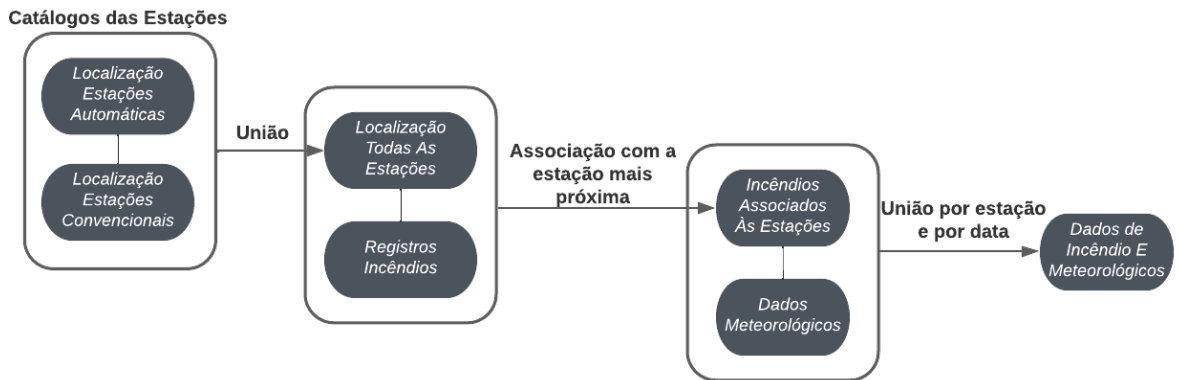 Catálogos das Estações
Localização
Estações
Automáticas
Localização
Estações
Convencionais
União
Localização
Todas As
Estações
Registros
Incêndios
Associação com a
estação mais
próxima
Incêndios
Associados
Às Estações
Dados
Meteorológicos
União por estação
e por data
Dados de
Incêndio E
Meteorológicos